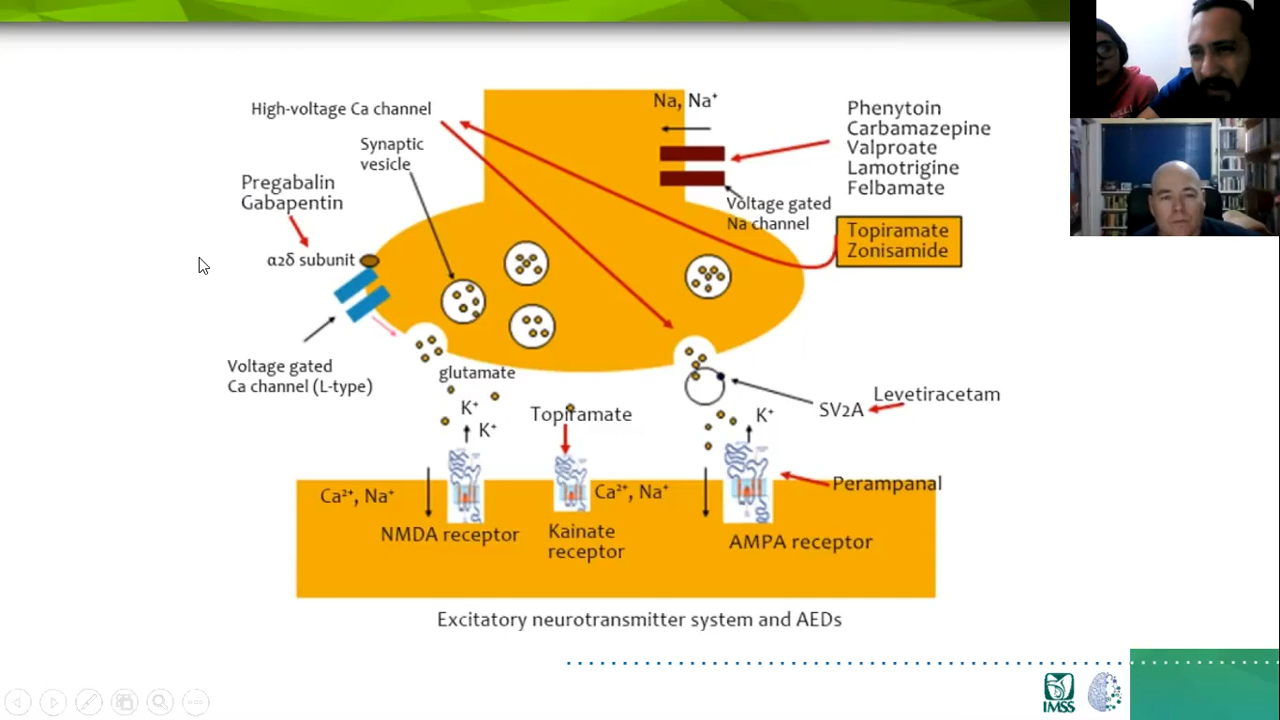 High-voltage Ca channel
Na, Na⁺
Phenytoin
Carbamazepine
Valproate
Lamotrigine
Felbamate
Synaptic
vesicle
Pregabalin
Gabapentin
Voltage gated
Na channel
Topiramate
Zonisamide
α2δ subunit
Voltage gated
Ca channel (L-type)
glutamate
K⁺
K⁺
Topiramate
K⁺
SV2A
Levetiracetam
Perampanal
Ca²⁺, Na⁺
Ca²⁺, Na⁺
NMDA receptor
Kainate
receptor
AMPA receptor
Excitatory neurotransmitter system and AEDs
IMSS